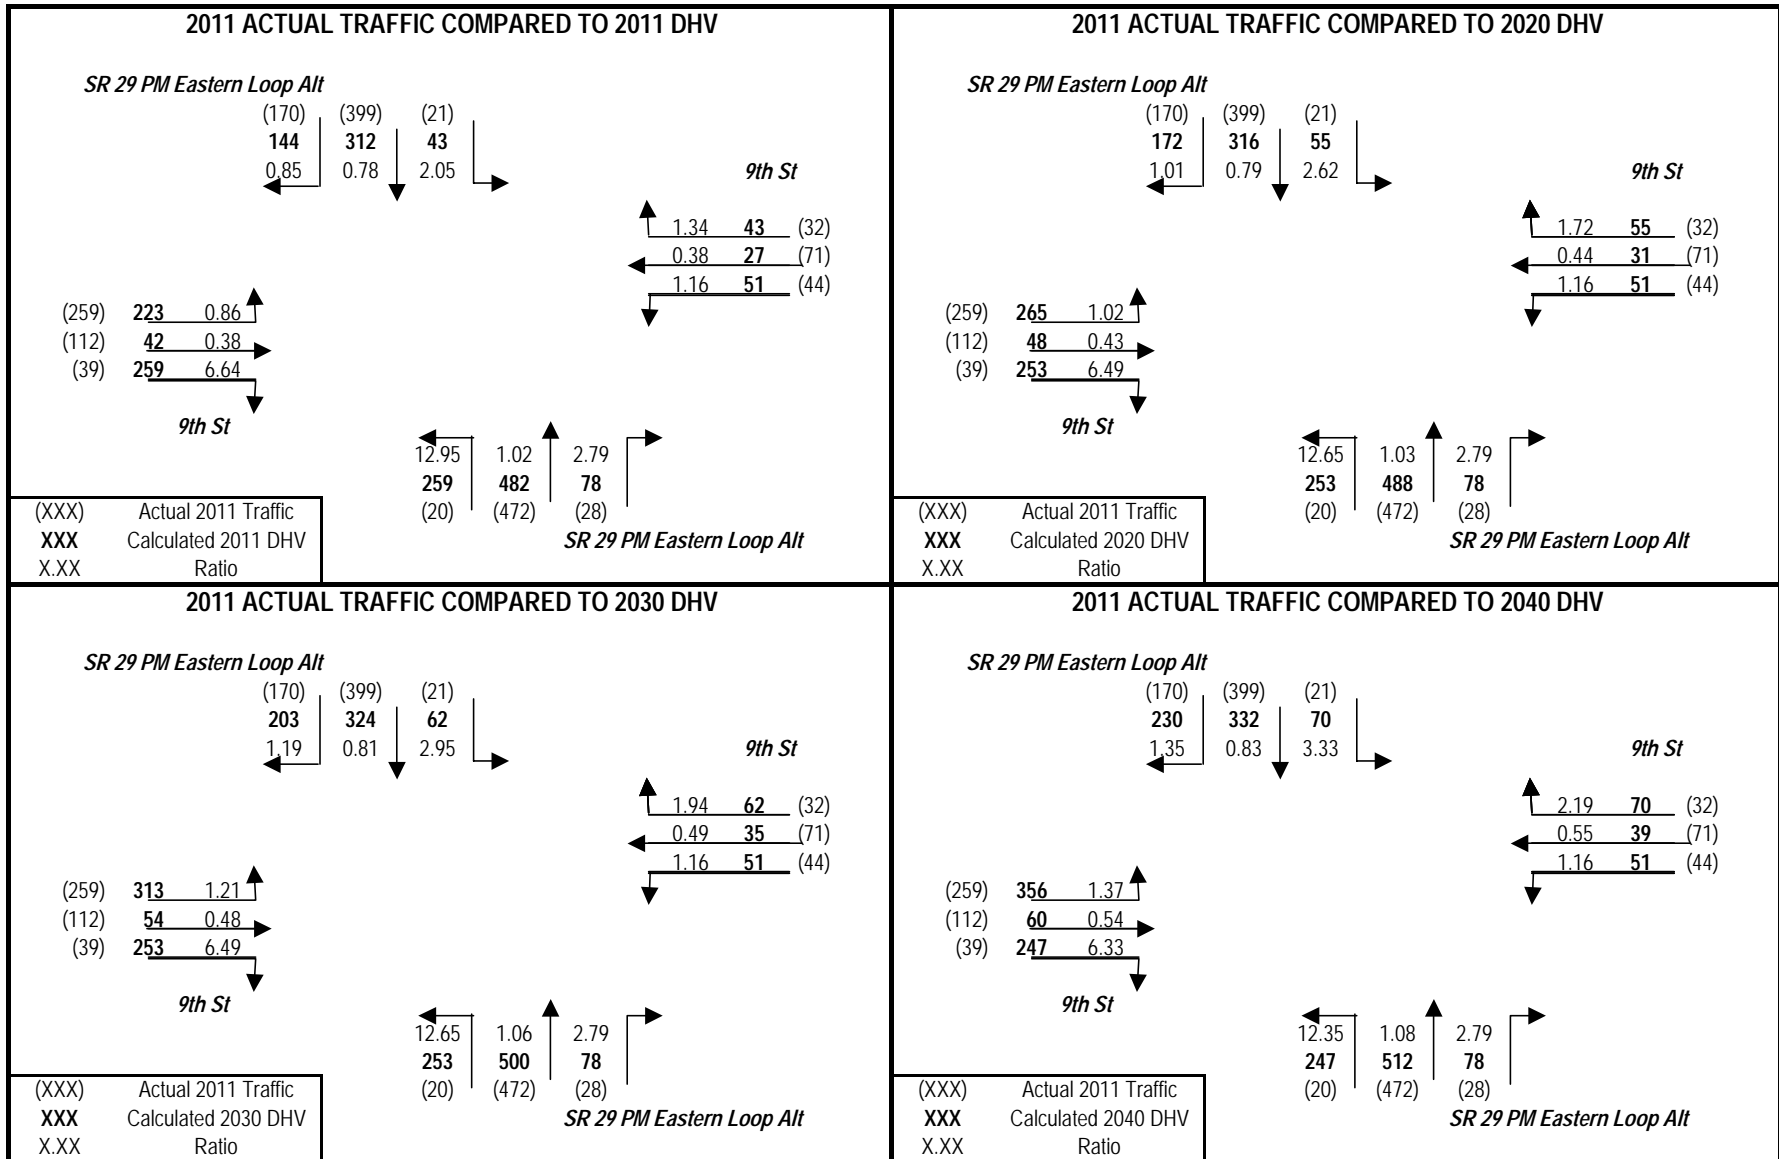 2011 ACTUAL TRAFFIC COMPARED TO 2011 DHV
SR 29 PM Eastern Loop Alt
(170) (399) (21)
144 312 43
0.85 0.78 2.05
9th St
1.34 43 (32)
0.38 27 (71)
1.16 51 (44)
(259) 223 0.86
(112) 42 0.38
(39) 259 6.64
9th St
12.95 1.02 2.79
259 482 78
(20) (472) (28)
SR 29 PM Eastern Loop Alt
(XXX) Actual 2011 Traffic
XXX Calculated 2011 DHV
X.XX Ratio
2011 ACTUAL TRAFFIC COMPARED TO 2020 DHV
SR 29 PM Eastern Loop Alt
(170) (399) (21)
172 316 55
1.01 0.79 2.62
9th St
1.72 55 (32)
0.44 31 (71)
1.16 51 (44)
(259) 265 1.02
(112) 48 0.43
(39) 253 6.49
9th St
12.65 1.03 2.79
253 488 78
(20) (472) (28)
SR 29 PM Eastern Loop Alt
(XXX) Actual 2011 Traffic
XXX Calculated 2020 DHV
X.XX Ratio
2011 ACTUAL TRAFFIC COMPARED TO 2030 DHV
SR 29 PM Eastern Loop Alt
(170) (399) (21)
203 324 62
1.19 0.81 2.95
9th St
1.94 62 (32)
0.49 35 (71)
1.16 51 (44)
(259) 313 1.21
(112) 54 0.48
(39) 253 6.49
9th St
12.65 1.06 2.79
253 500 78
(20) (472) (28)
SR 29 PM Eastern Loop Alt
(XXX) Actual 2011 Traffic
XXX Calculated 2030 DHV
X.XX Ratio
2011 ACTUAL TRAFFIC COMPARED TO 2040 DHV
SR 29 PM Eastern Loop Alt
(170) (399) (21)
230 332 70
1.35 0.83 3.33
9th St
2.19 70 (32)
0.55 39 (71)
1.16 51 (44)
(259) 356 1.37
(112) 60 0.54
(39) 247 6.33
9th St
12.35 1.08 2.79
247 512 78
(20) (472) (28)
SR 29 PM Eastern Loop Alt
(XXX) Actual 2011 Traffic
XXX Calculated 2040 DHV
X.XX Ratio